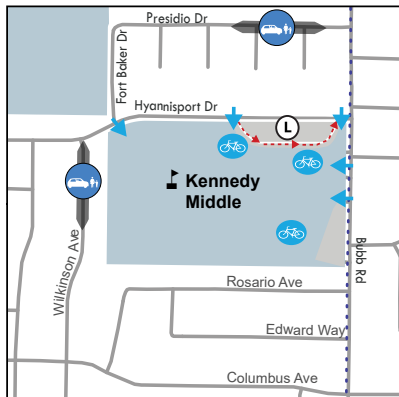 Presidio Dr
Fort Baker Dr
Hyannisport Dr
L
Kennedy
Middle
Wilkinson Ave
Bubb Rd
Rosario Ave
Edward Way
Columbus Ave